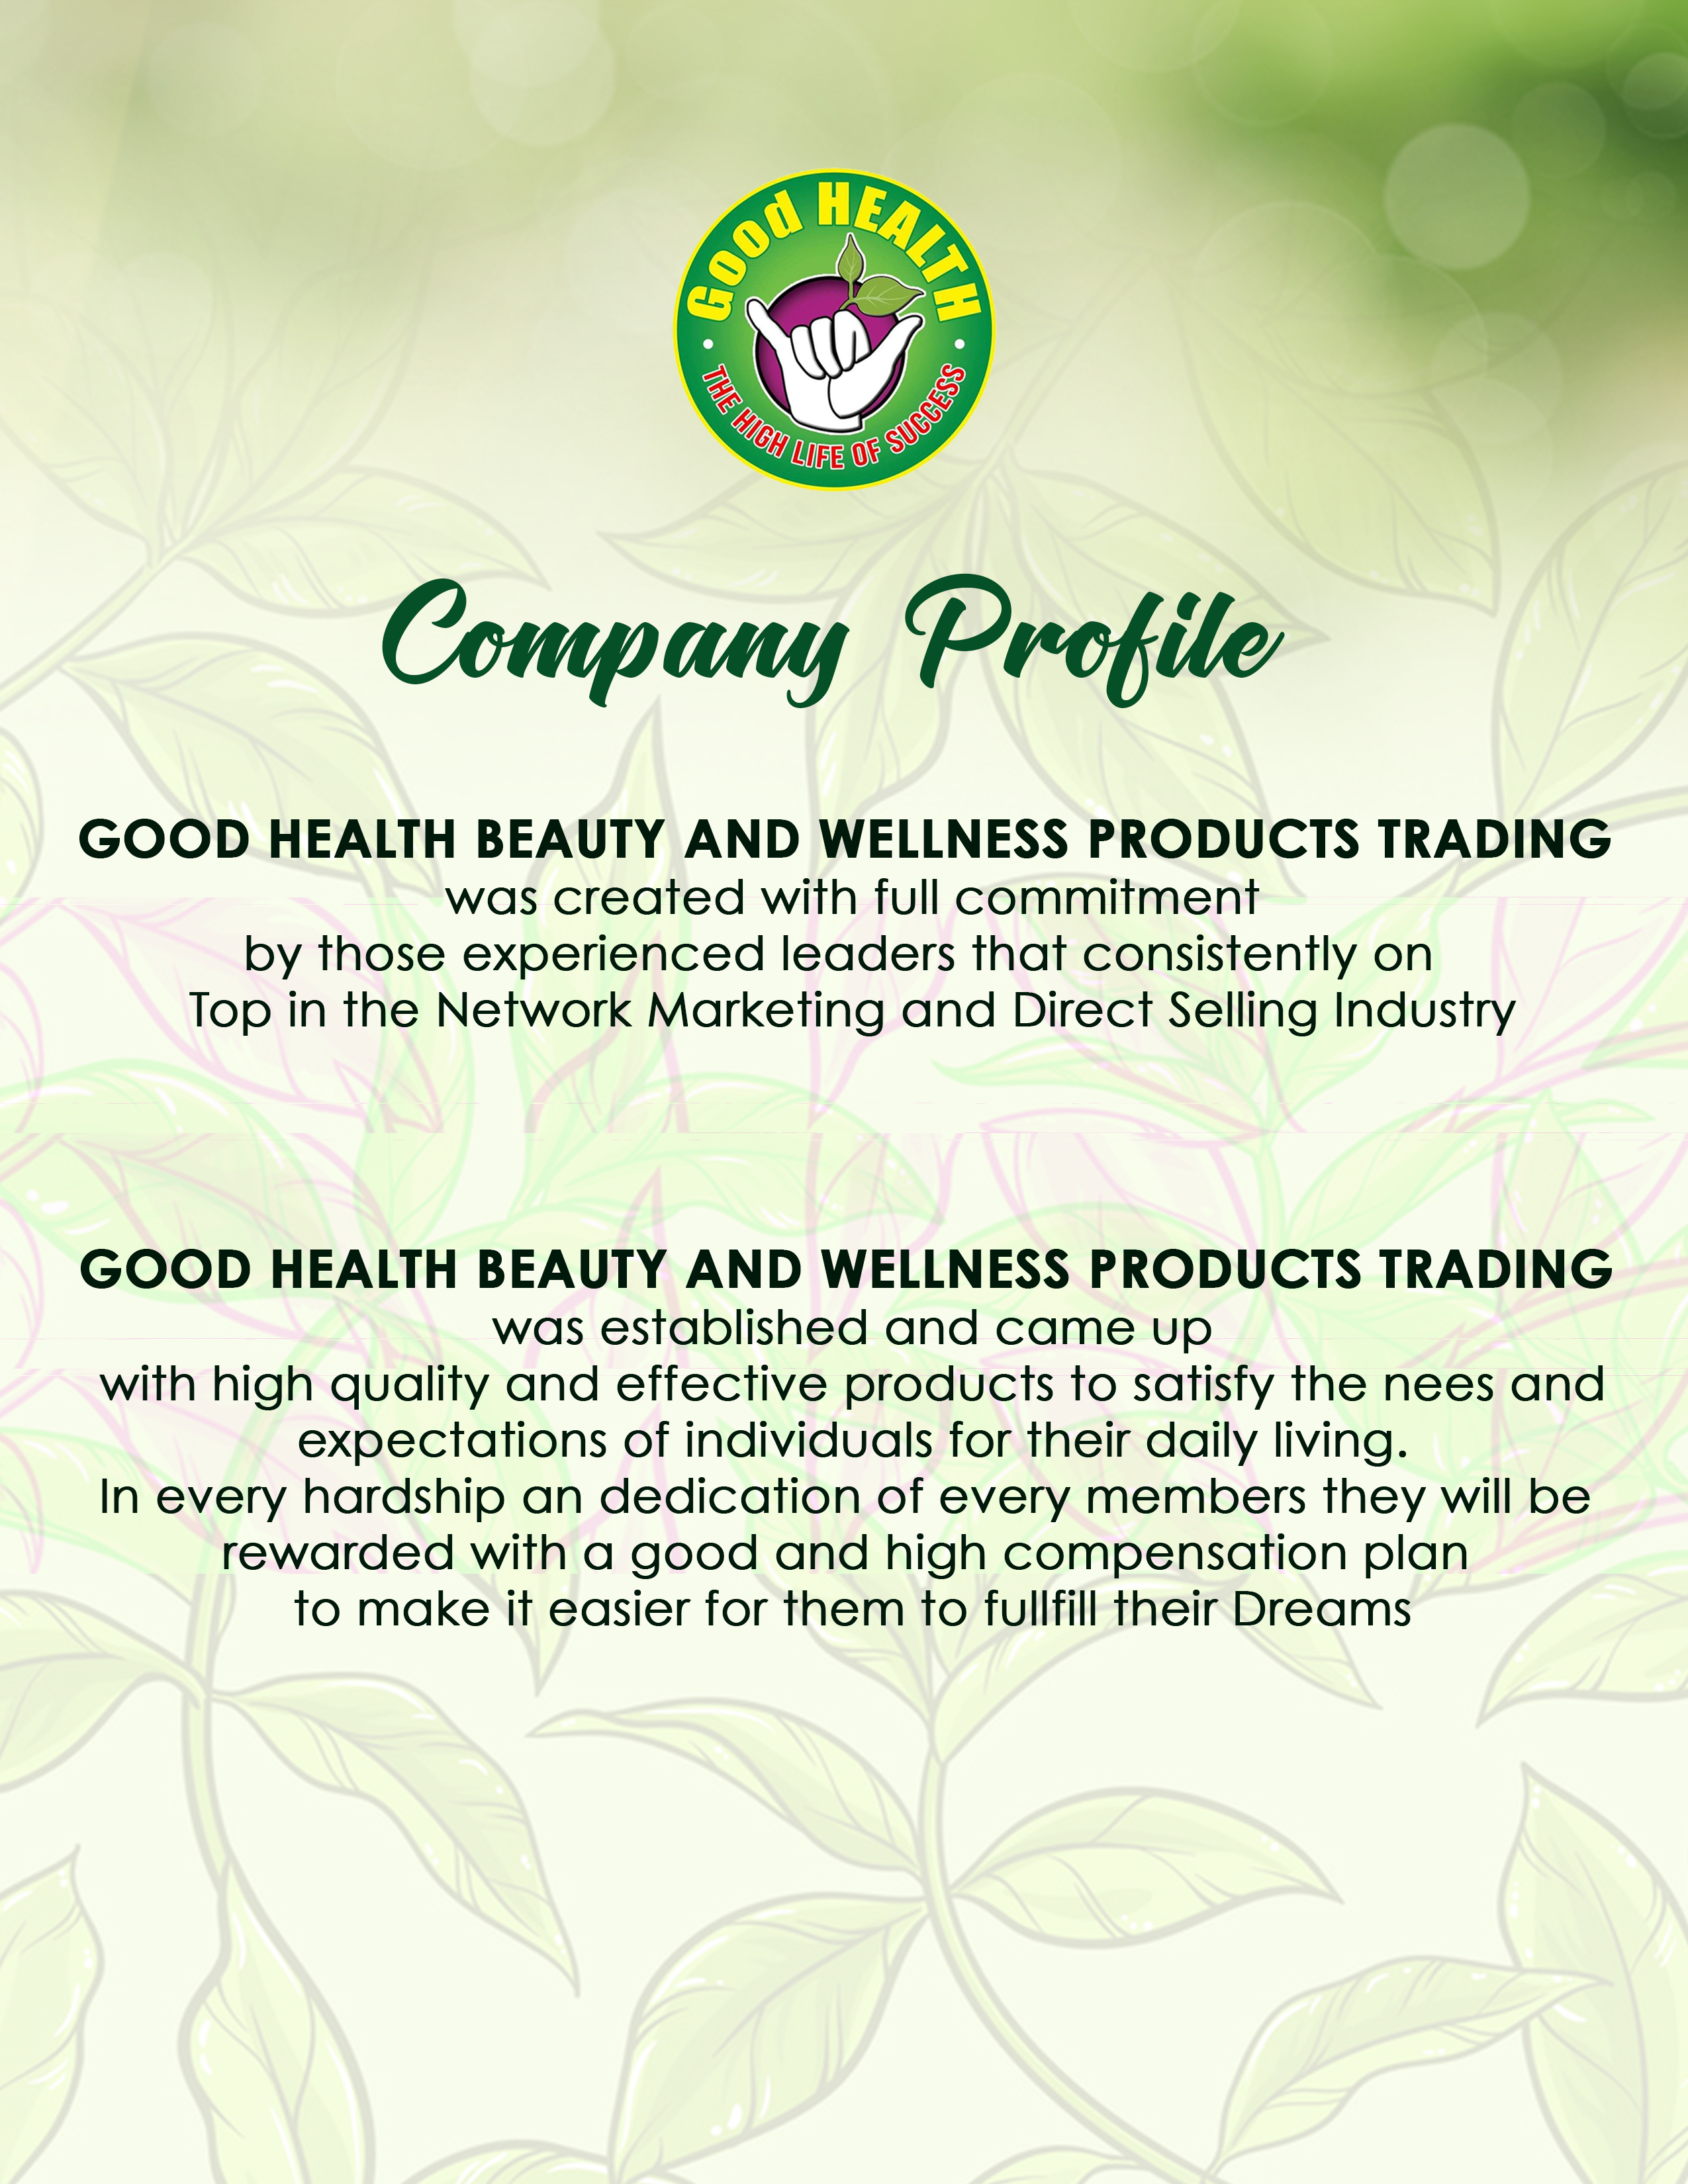 Good HEALTH
THE HIGH LIFE OF SUCCESS
Company Profile
GOOD HEALTH BEAUTY AND WELLNESS PRODUCTS TRADING
was created with full commitment
by those experienced leaders that consistently on
Top in the Network Marketing and Direct Selling Industry
GOOD HEALTH BEAUTY AND WELLNESS PRODUCTS TRADING
was established and came up
with high quality and effective products to satisfy the nees and
expectations of individuals for their daily living.
In every hardship an dedication of every members they will be
rewarded with a good and high compensation plan
to make it easier for them to fullfill their Dreams